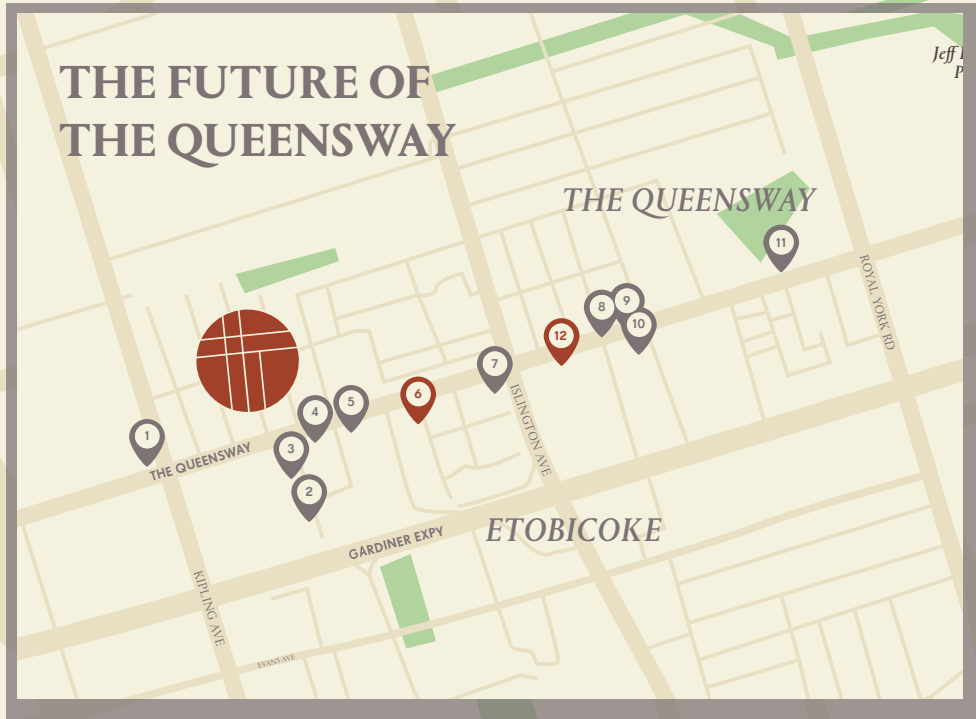 Jeff
P
THE FUTURE OF
THE QUEENSWAY
THE QUEENSWAY
11
ROYAL YORK RD
9
8
10
12
7
ISLINGTON AVE
6
5
4
1
3
THE QUEENSWAY
2
ETOBICOKE
GARDINER EXPY
KIPLING AVE
EVANS AVE